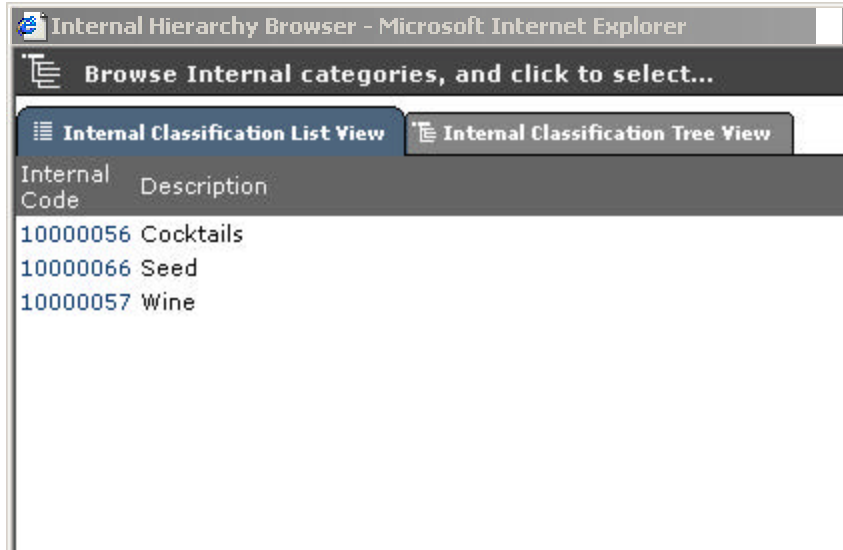 Internal Hierarchy Browser - Microsoft Internet Explorer
Browse Internal categories, and click to select...
Internal Classification List View Internal Classification Tree View
Internal Code Description
10000056 Cocktails
10000066 Seed
10000057 Wine